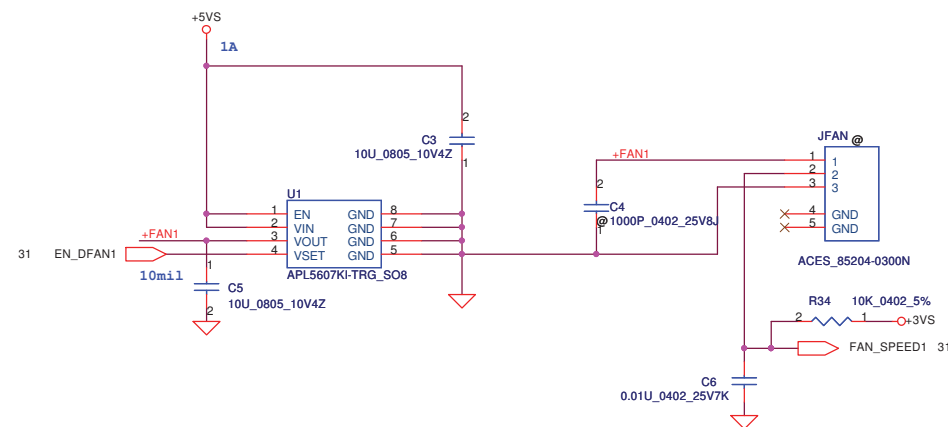 +5VS
1A
2
C3
10U_0805_10V4Z
1
U1
1 EN GND 8
2 VIN GND 7
3 VOUT GND 6
4 VSET GND 5
APL5607KI-TRG_SO8
+FAN1
31 EN_DFAN1
10mil
1
C5
10U_0805_10V4Z
2
+FAN1
2
C4
@ 1000P_0402_25V8J
1
JFAN @
1 1
2 2
3 3
4 GND
5 GND
ACES_85204-0300N
R34 10K_0402_5%
2 1 +3VS
FAN_SPEED1 31
C6
0.01U_0402_25V7K